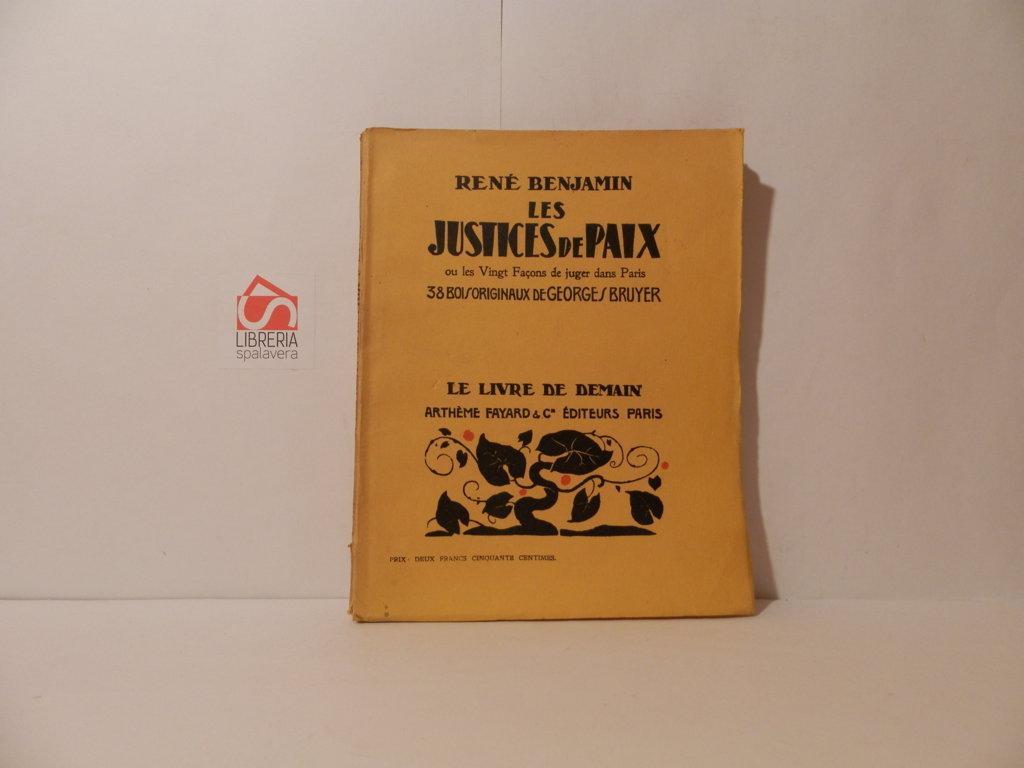 RENÉ BENJAMIN
LES
JUSTICES DE PAIX
ou les Vingt Façons de juger dans Paris
38 BOIS ORIGINAUX DE GEORGES BRUYER
LE LIVRE DE DEMAIN
ARTHÈME FAYARD & Cie ÉDITEURS PARIS
PRIX : DEUX FRANCS CINQUANTE CENTIMES.
LIBRERIA
spalavera